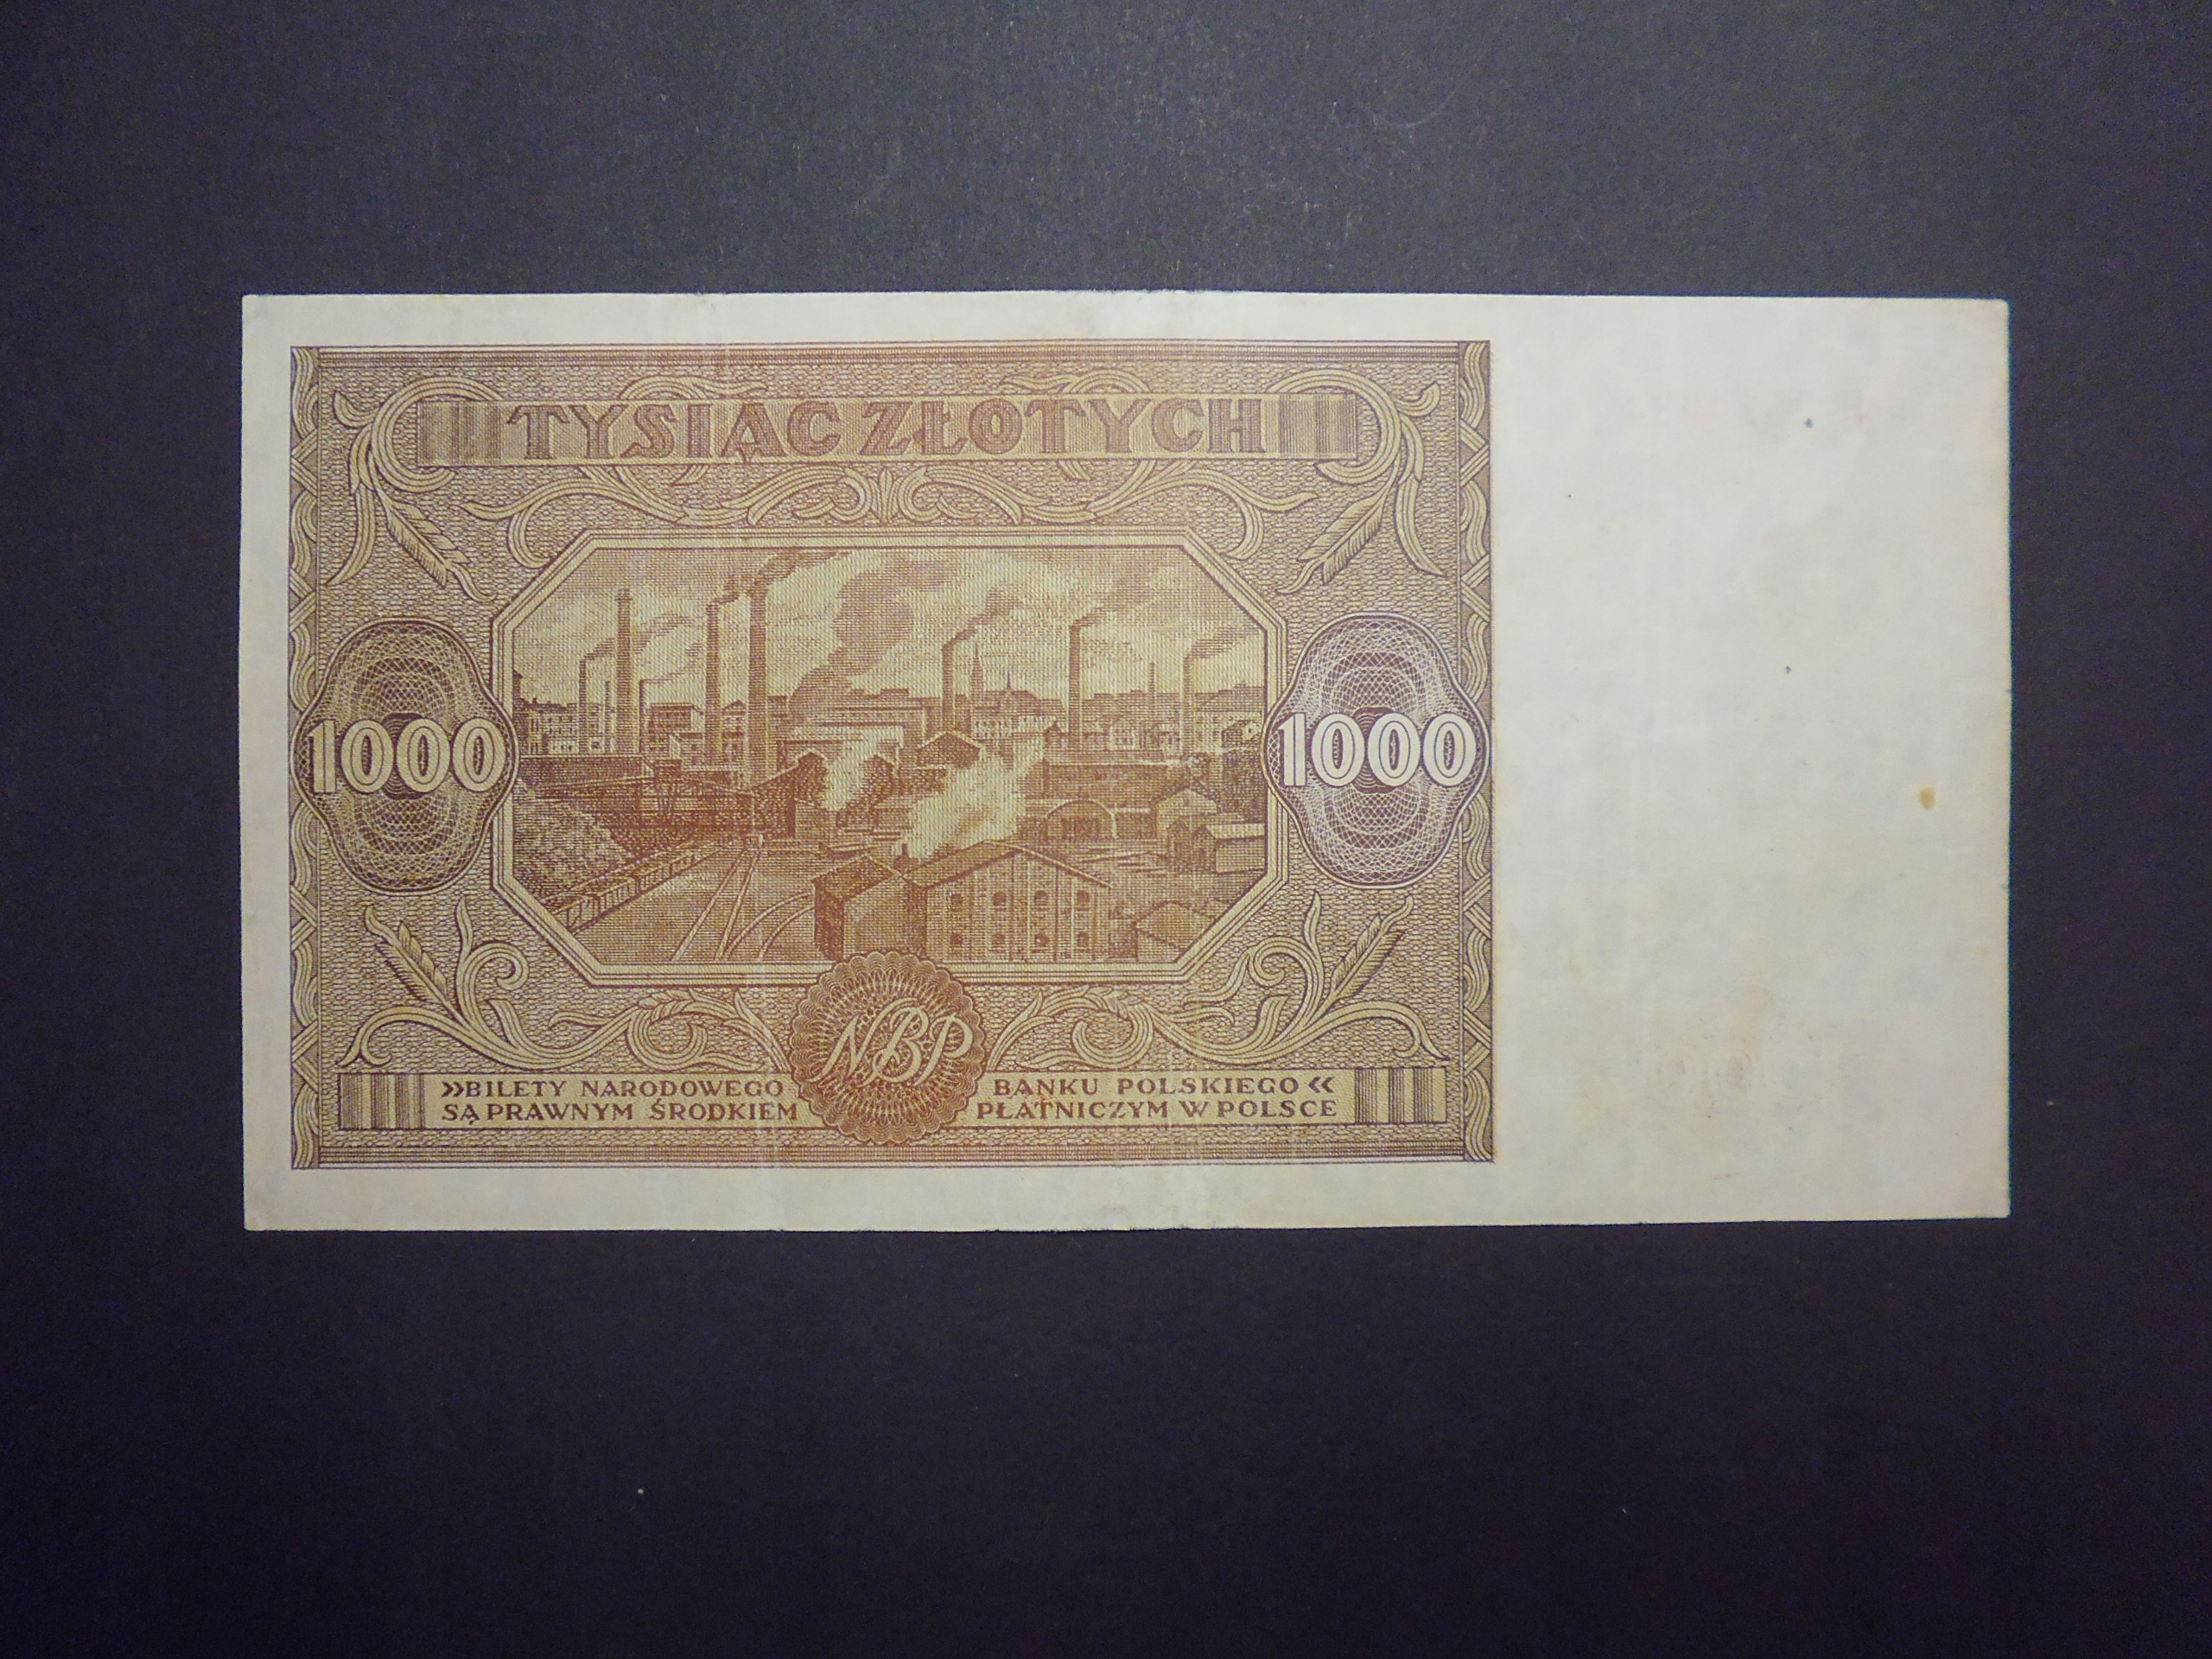 TYSIĄC ZŁOTYCH
1000 1000
NBP
»BILETY NARODOWEGO BANKU POLSKIEGO«
SĄ PRAWNYM ŚRODKIEM PŁATNICZYM W POLSCE